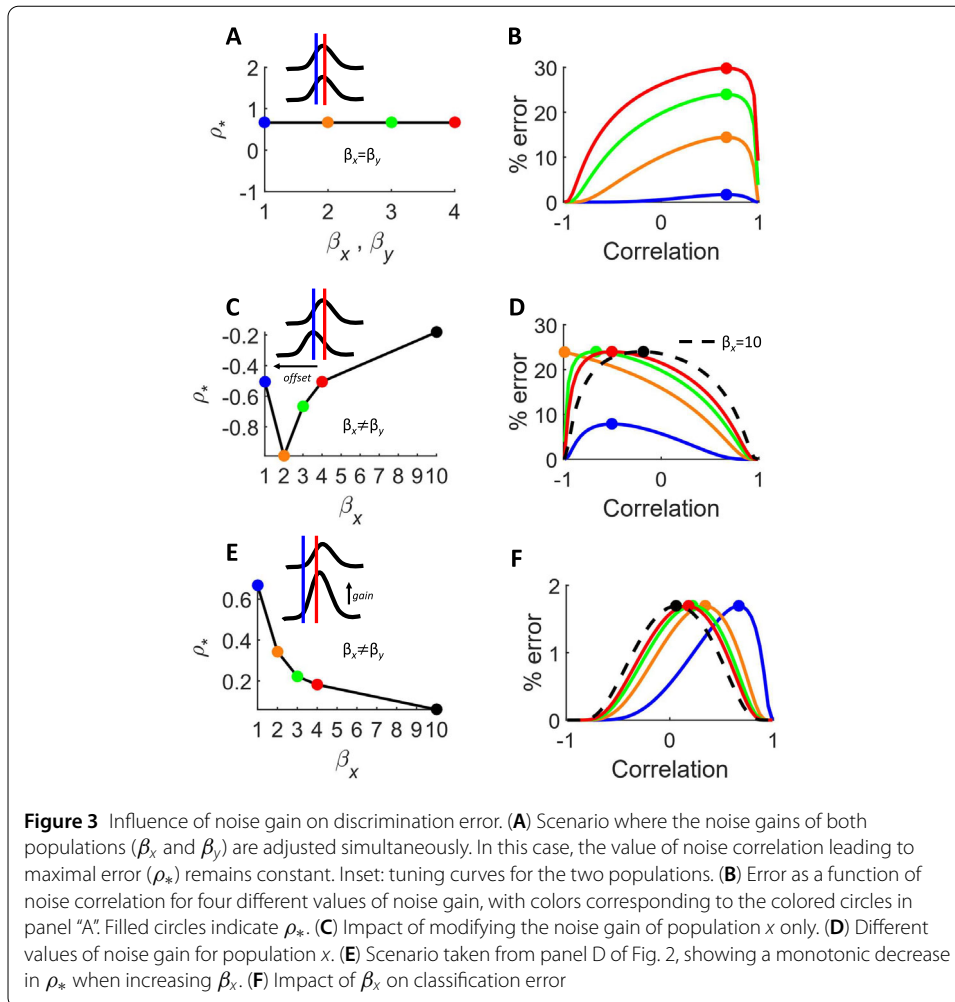 A
2
1
0
-1
ρ*
βx=βy
1 2 3 4
βx , βy
B
30
20
10
0
% error
-1 0 1
Correlation
C
-0.2
-0.4
-0.6
-0.8
ρ*
offset
βx≠βy
1 2 3 4 5 6 7 8 9 10
βx
D
30
20
10
0
% error
βx=10
-1 0 1
Correlation
E
0.6
0.4
0.2
ρ*
gain
βx≠βy
1 2 3 4 5 6 7 8 9 10
βx
F
2
1
0
% error
-1 0 1
Correlation
Figure 3 Influence of noise gain on discrimination error. (A) Scenario where the noise gains of both
populations (βx and βy) are adjusted simultaneously. In this case, the value of noise correlation leading to
maximal error (ρ*) remains constant. Inset: tuning curves for the two populations. (B) Error as a function of
noise correlation for four different values of noise gain, with colors corresponding to the colored circles in
panel “A”. Filled circles indicate ρ*. (C) Impact of modifying the noise gain of population x only. (D) Different
values of noise gain for population x. (E) Scenario taken from panel D of Fig. 2, showing a monotonic decrease
in ρ* when increasing βx. (F) Impact of βx on classification error